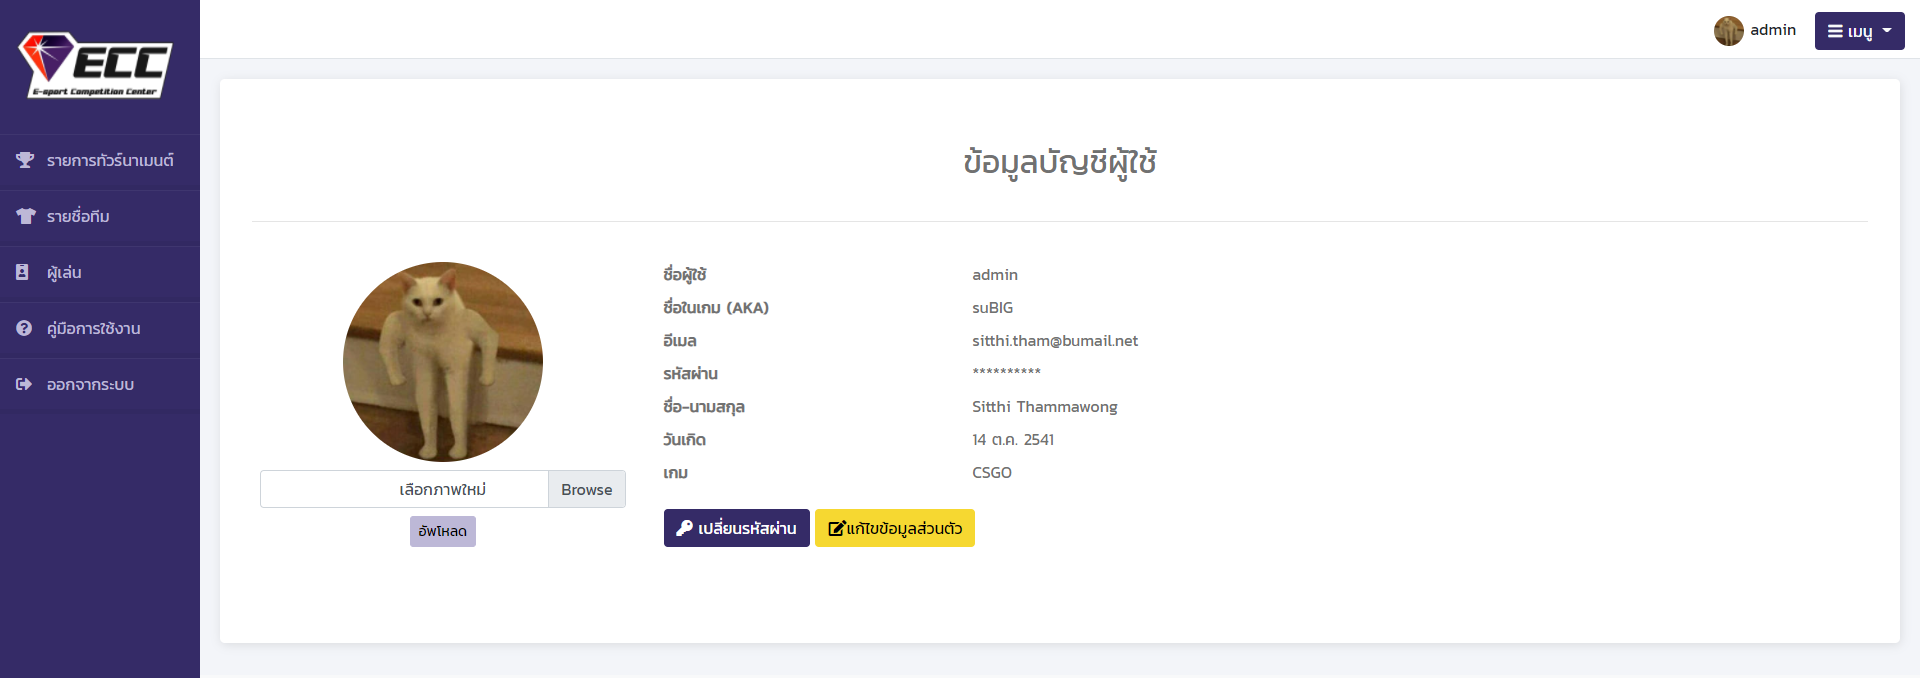 ECC
E-sport Competition Center
admin
เมนู
รายการทัวร์นาเมนต์
รายชื่อทีม
ผู้เล่น
คู่มือการใช้งาน
ออกจากระบบ
ข้อมูลบัญชีผู้ใช้
ชื่อผู้ใช้ admin
ชื่อในเกม (AKA) suBIG
อีเมล sitthi.tham@bumail.net
รหัสผ่าน **********
ชื่อ-นามสกุล Sitthi Thammawong
วันเกิด 14 ต.ค. 2541
เกม CSGO
เลือกภาพใหม่ Browse
อัพโหลด
เปลี่ยนรหัสผ่าน แก้ไขข้อมูลส่วนตัว